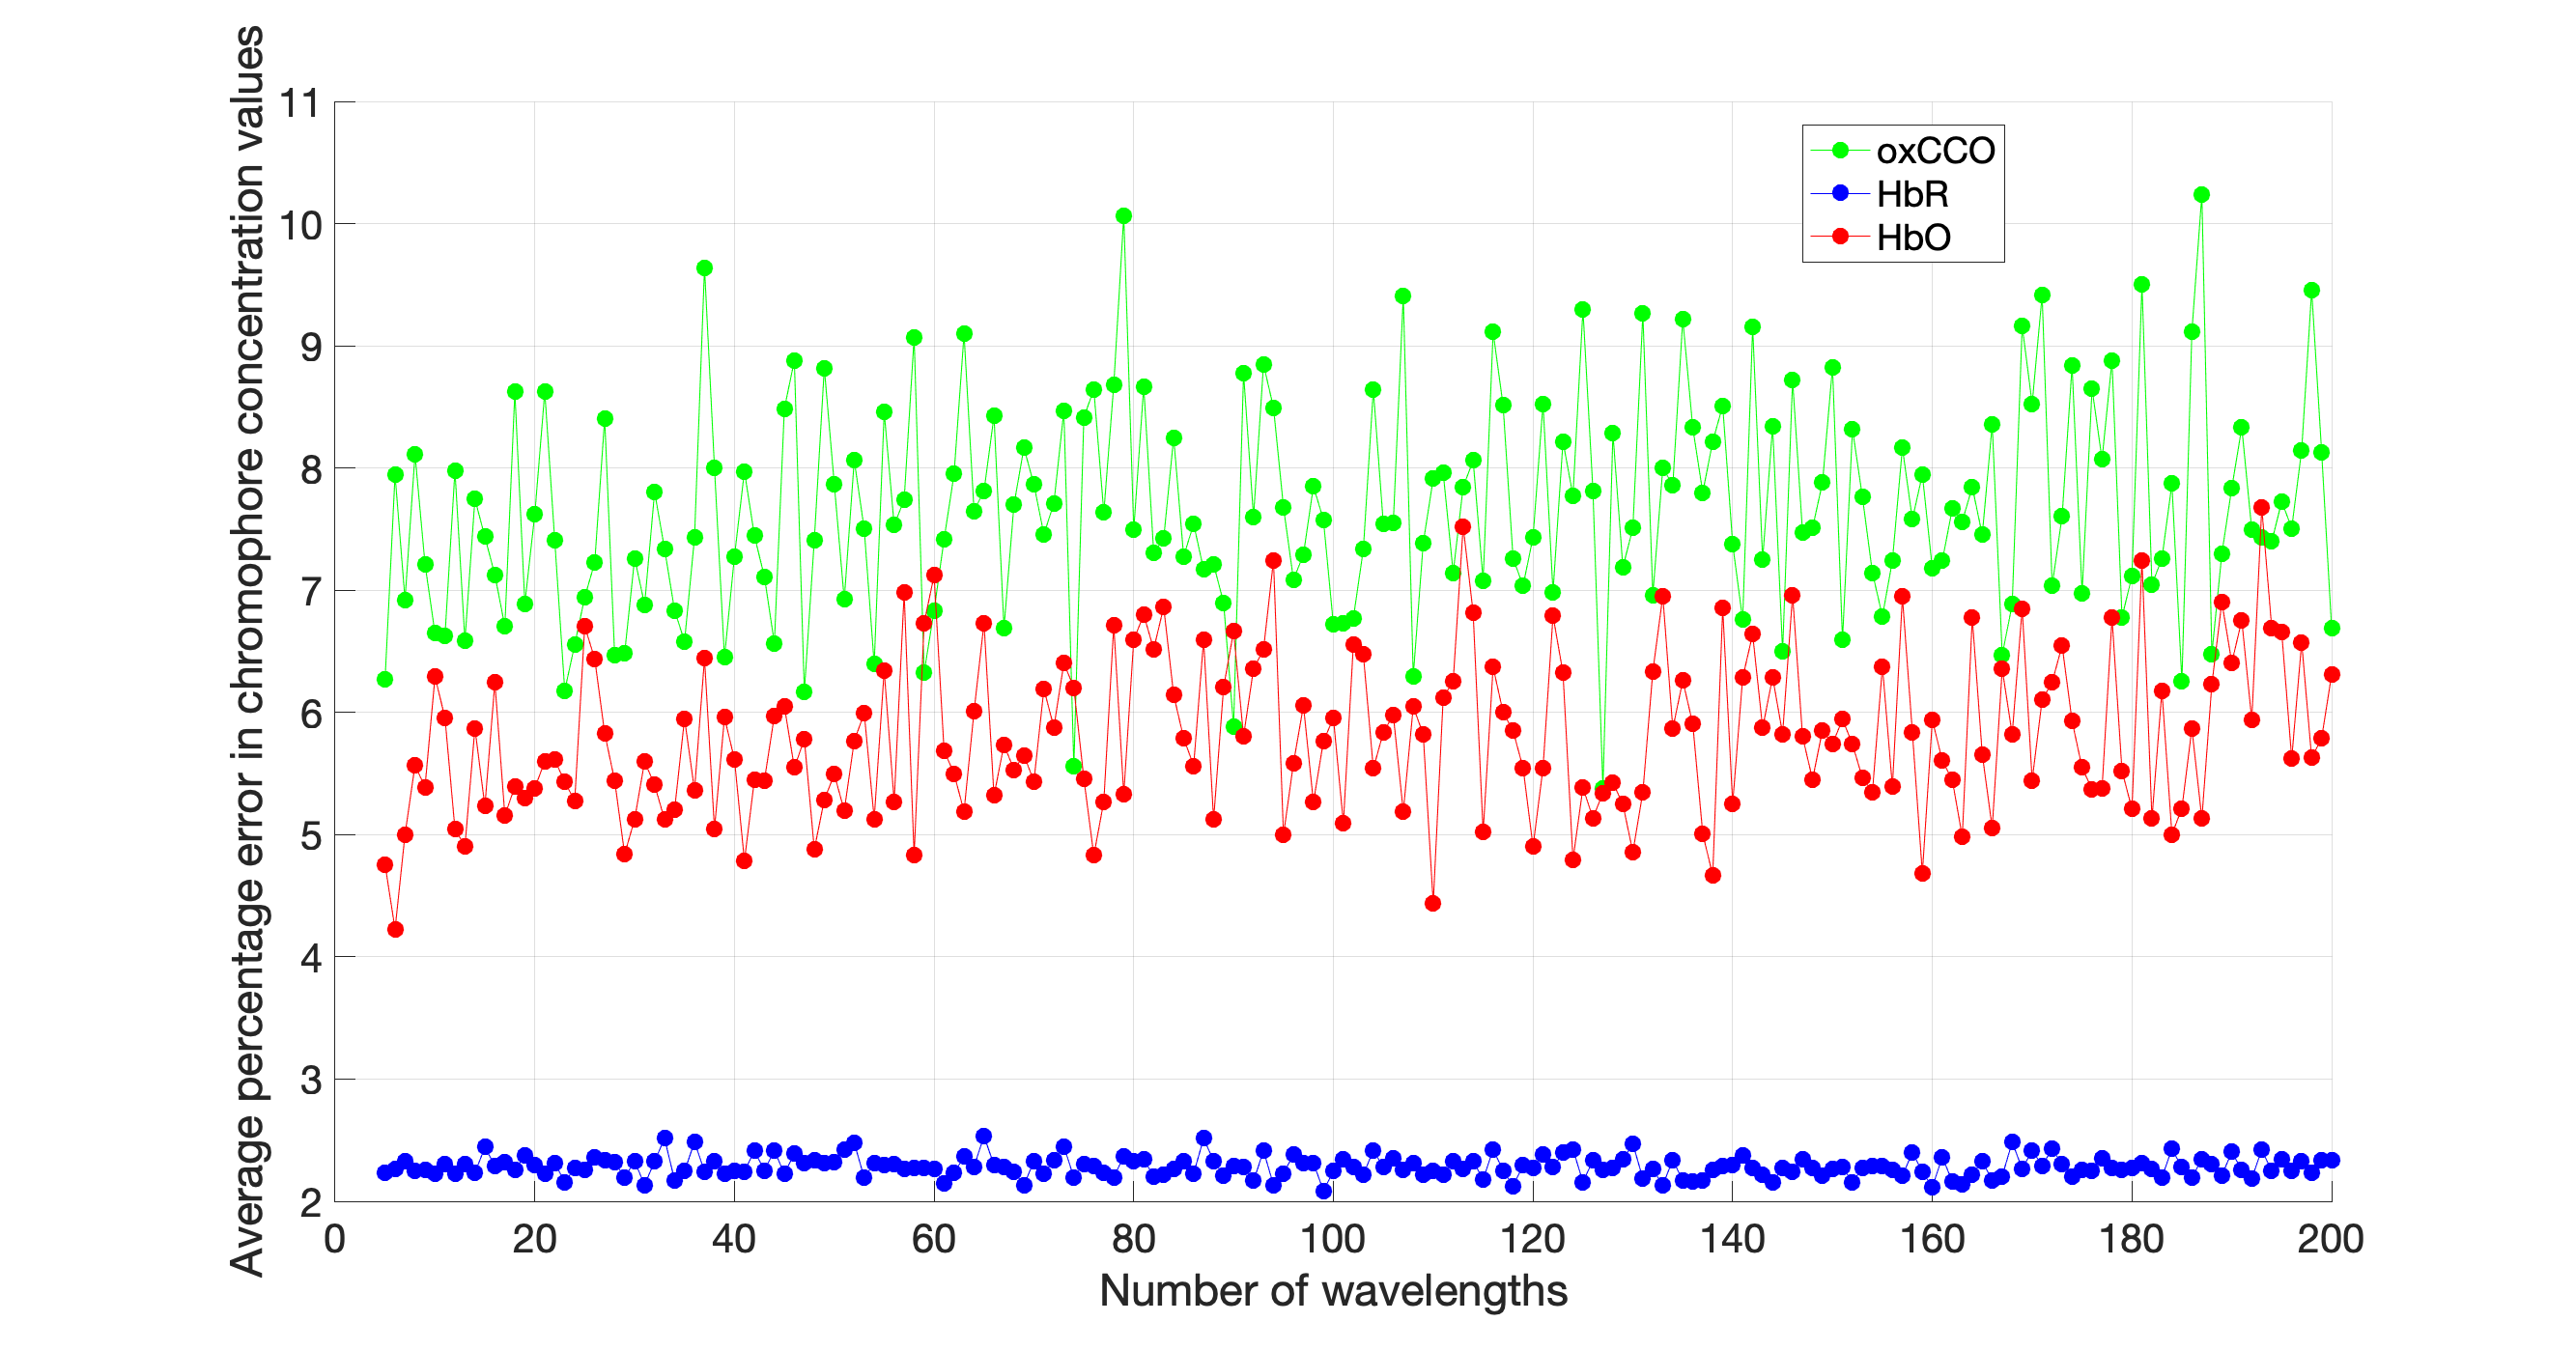 Average percentage error in chromophore concentration values
11
10
9
8
7
6
5
4
3
2
oxCCO
HbR
HbO
0 20 40 60 80 100 120 140 160 180 200
Number of wavelengths